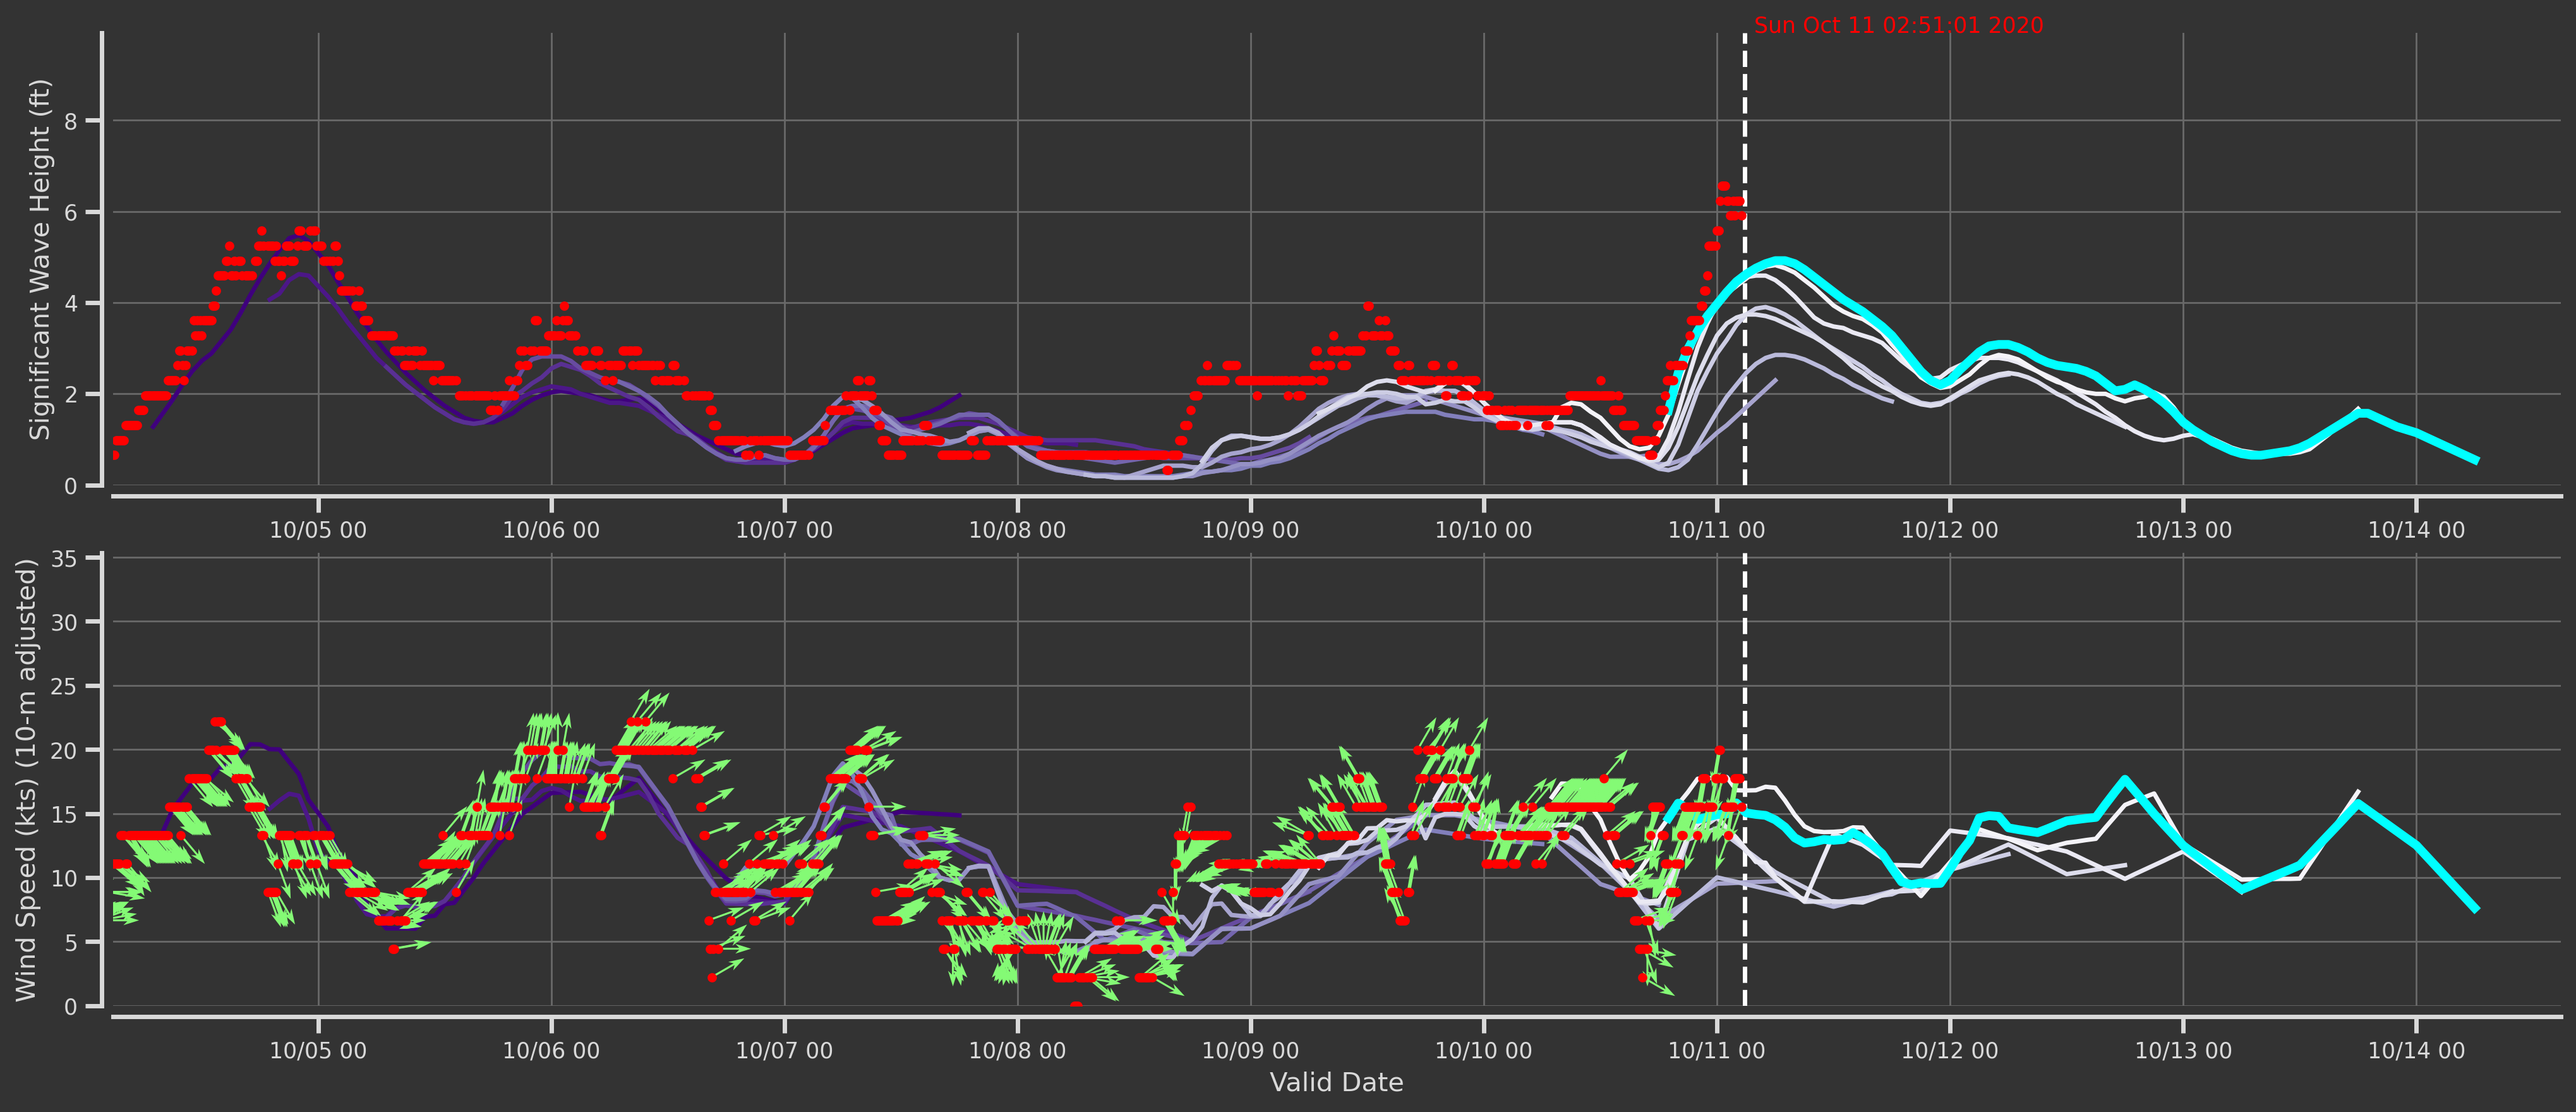 Sun Oct 11 02:51:01 2020
Significant Wave Height (ft)
8
6
4
2
0
10/05 00 10/06 00 10/07 00 10/08 00 10/09 00 10/10 00 10/11 00 10/12 00 10/13 00 10/14 00
Wind Speed (kts) (10-m adjusted)
35
30
25
20
15
10
5
0
10/05 00 10/06 00 10/07 00 10/08 00 10/09 00 10/10 00 10/11 00 10/12 00 10/13 00 10/14 00
Valid Date